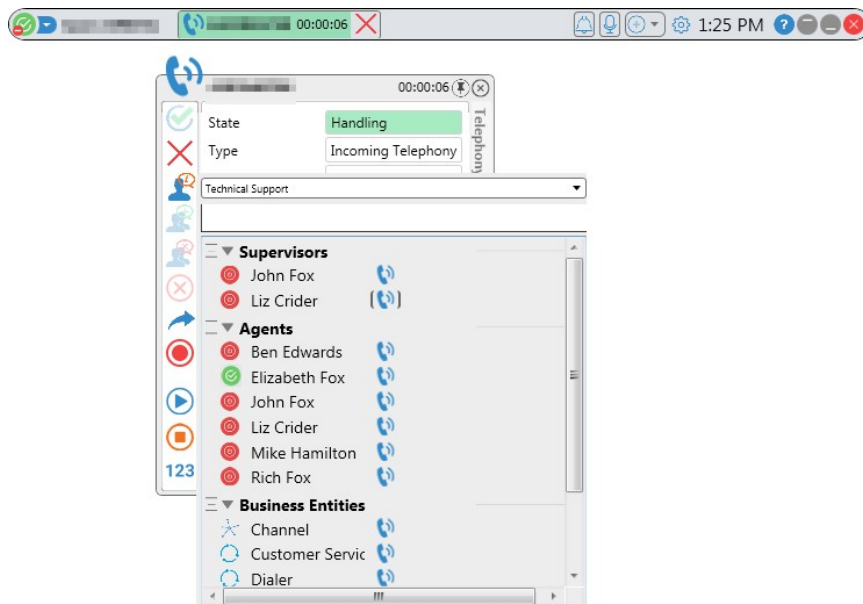 00:00:06
1:25 PM
?
00:00:06
State Handling
Type Incoming Telephony
Telephony
Technical Support
Supervisors
John Fox
Liz Crider
Agents
Ben Edwards
Elizabeth Fox
John Fox
Liz Crider
Mike Hamilton
Rich Fox
123
Business Entities
Channel
Customer Servic
Dialer